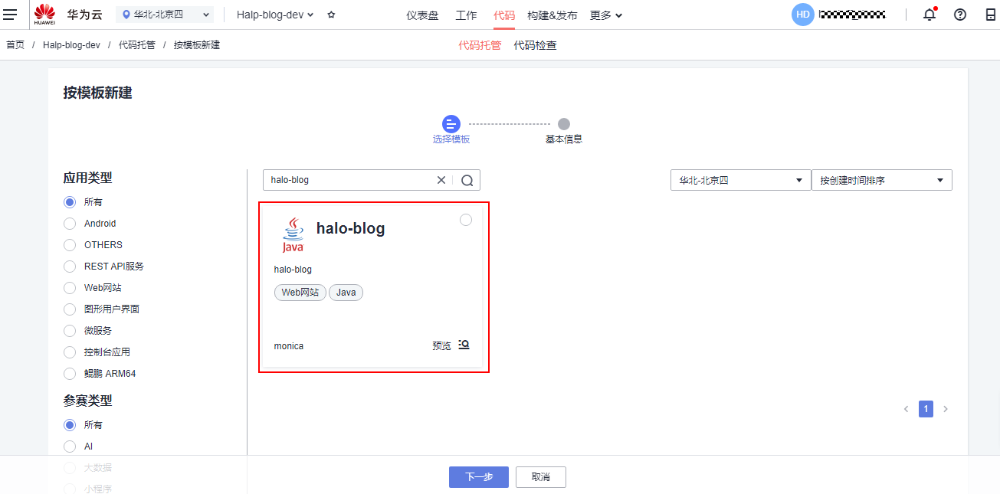 HUAWEI 华为云 华北-北京四 Halp-blog-dev 仪表盘 工作 代码 构建&发布 更多 HD
首页 / Halp-blog-dev / 代码托管 / 按模板新建 代码托管 代码检查
按模板新建
选择模板 基本信息
应用类型
所有
Android
OTHERS
REST API服务
Web网站
图形用户界面
微服务
控制台应用
鲲鹏 ARM64
参赛类型
所有
AI
大数据
小程序
halo-blog 华北-北京四 按创建时间排序
Java halo-blog
halo-blog
Web网站 Java
monica 预览
1
下一步 取消